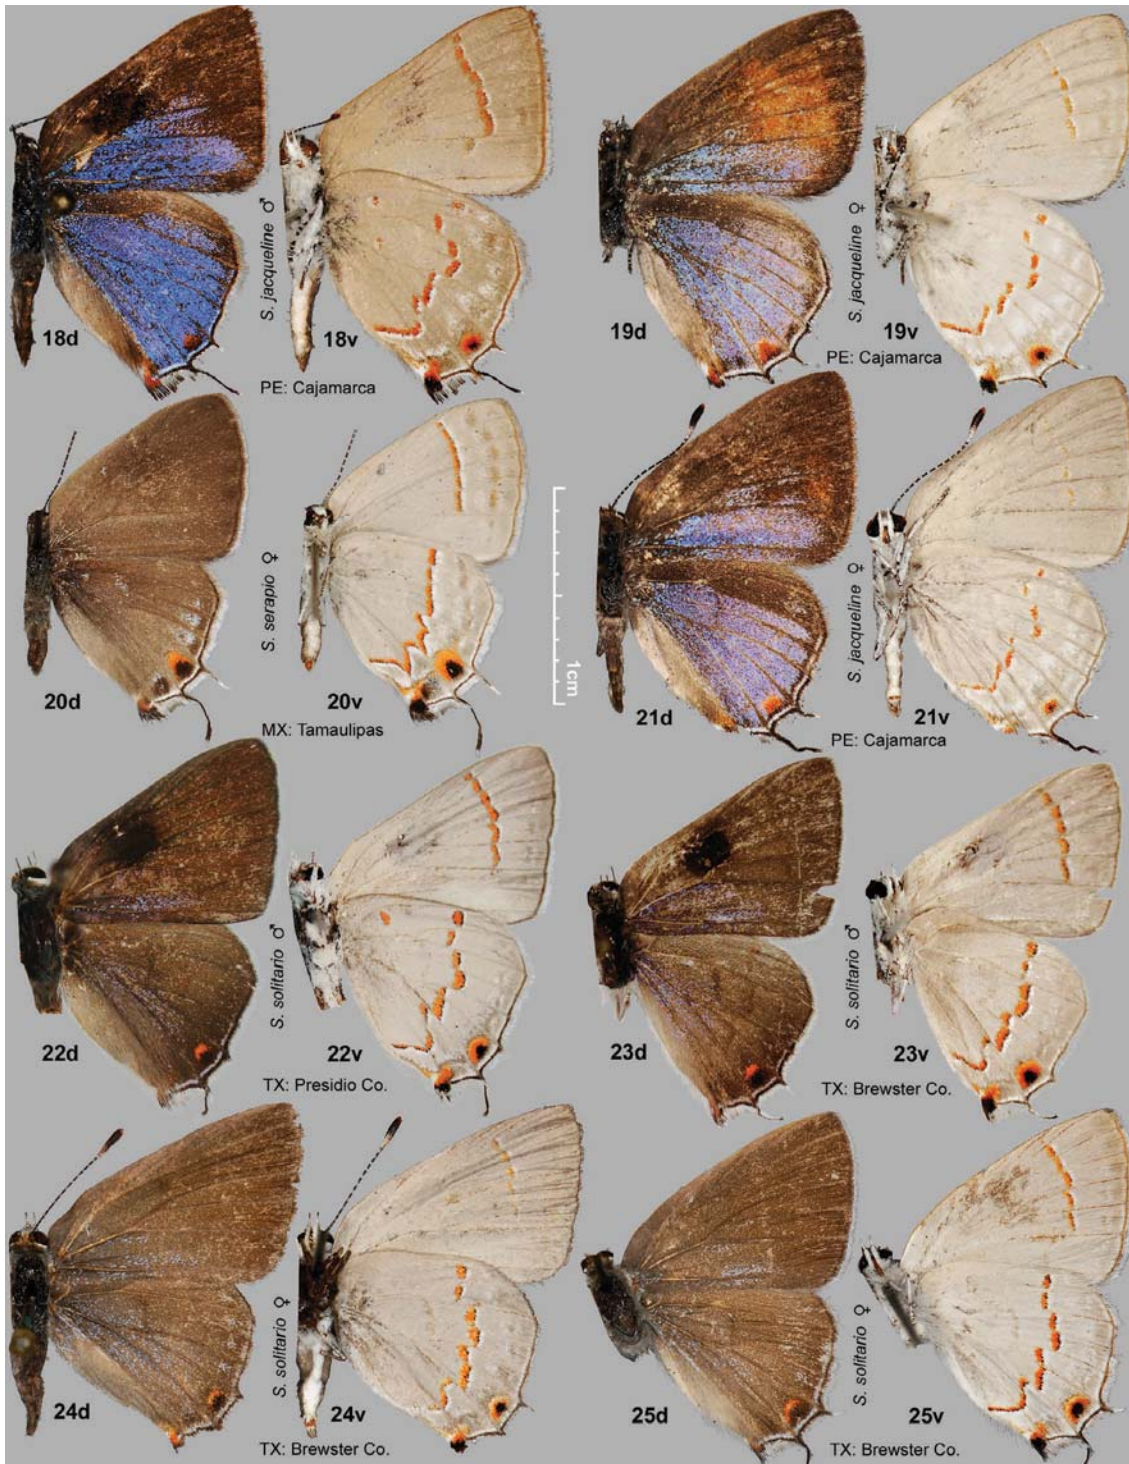 S. jacqueline ♂
18d
18v
PE: Cajamarca
S. jacqueline ♀
19d
19v
PE: Cajamarca
S. serapio ♀
20d
20v
MX: Tamaulipas
1cm
S. jacqueline ♀
21d
21v
PE: Cajamarca
S. solitario ♂
22d
22v
TX: Presidio Co.
S. solitario ♂
23d
23v
TX: Brewster Co.
S. solitario ♀
24d
24v
TX: Brewster Co.
S. solitario ♀
25d
25v
TX: Brewster Co.